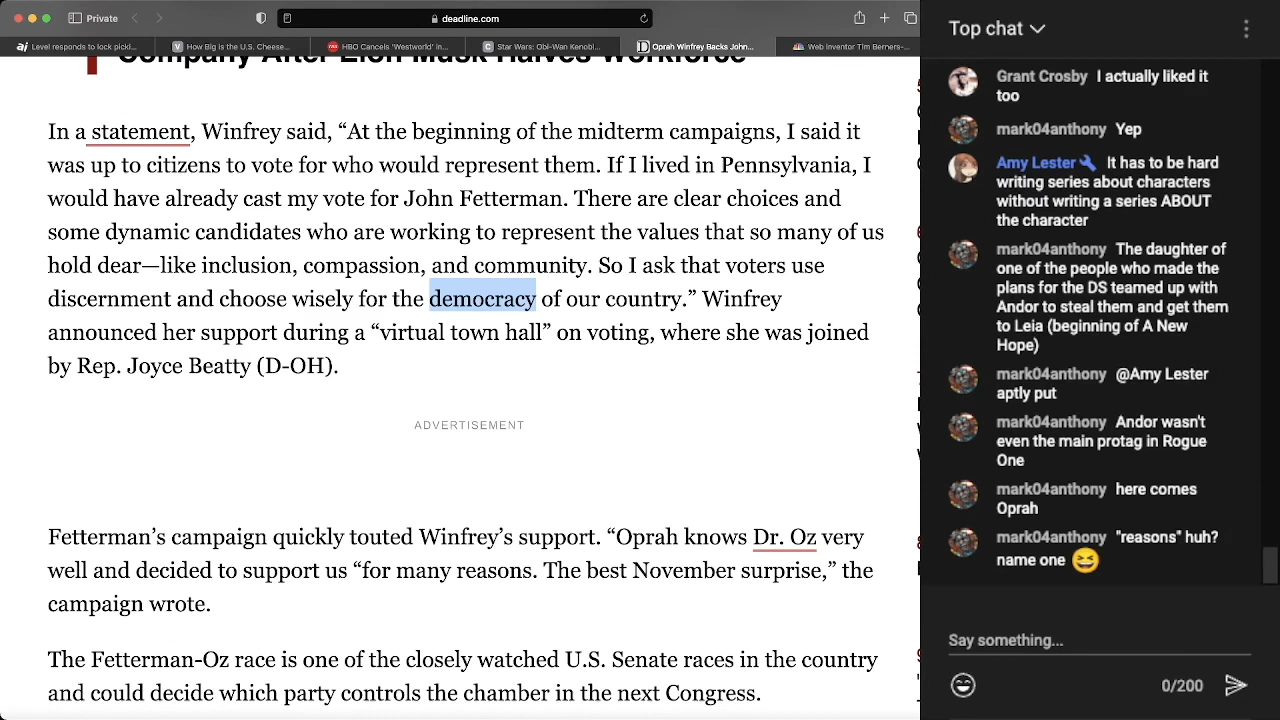 Private
deadline.com
Level responds to lock pickl...
How Big is the U.S. Cheese...
HBO Cancels 'Westworld' in...
Star Wars: Obi-Wan Kenobi...
Oprah Winfrey Backs John...
Web Inventor Tim Berners-...
Company After Elon Musk Halves Workforce
In a statement, Winfrey said, “At the beginning of the midterm campaigns, I said it
was up to citizens to vote for who would represent them. If I lived in Pennsylvania, I
would have already cast my vote for John Fetterman. There are clear choices and
some dynamic candidates who are working to represent the values that so many of us
hold dear—like inclusion, compassion, and community. So I ask that voters use
discernment and choose wisely for the democracy of our country.” Winfrey
announced her support during a “virtual town hall” on voting, where she was joined
by Rep. Joyce Beatty (D-OH).
ADVERTISEMENT
Fetterman’s campaign quickly touted Winfrey’s support. “Oprah knows Dr. Oz very
well and decided to support us “for many reasons. The best November surprise,” the
campaign wrote.
The Fetterman-Oz race is one of the closely watched U.S. Senate races in the country
and could decide which party controls the chamber in the next Congress.
Top chat
Grant Crosby I actually liked it
too
mark04anthony Yep
Amy Lester It has to be hard
writing series about characters
without writing a series ABOUT
the character
mark04anthony The daughter of
one of the people who made the
plans for the DS teamed up with
Andor to steal them and get them
to Leia (beginning of A New
Hope)
mark04anthony @Amy Lester
aptly put
mark04anthony Andor wasn't
even the main protag in Rogue
One
mark04anthony here comes
Oprah
mark04anthony "reasons" huh?
name one 😆
Say something...
0/200